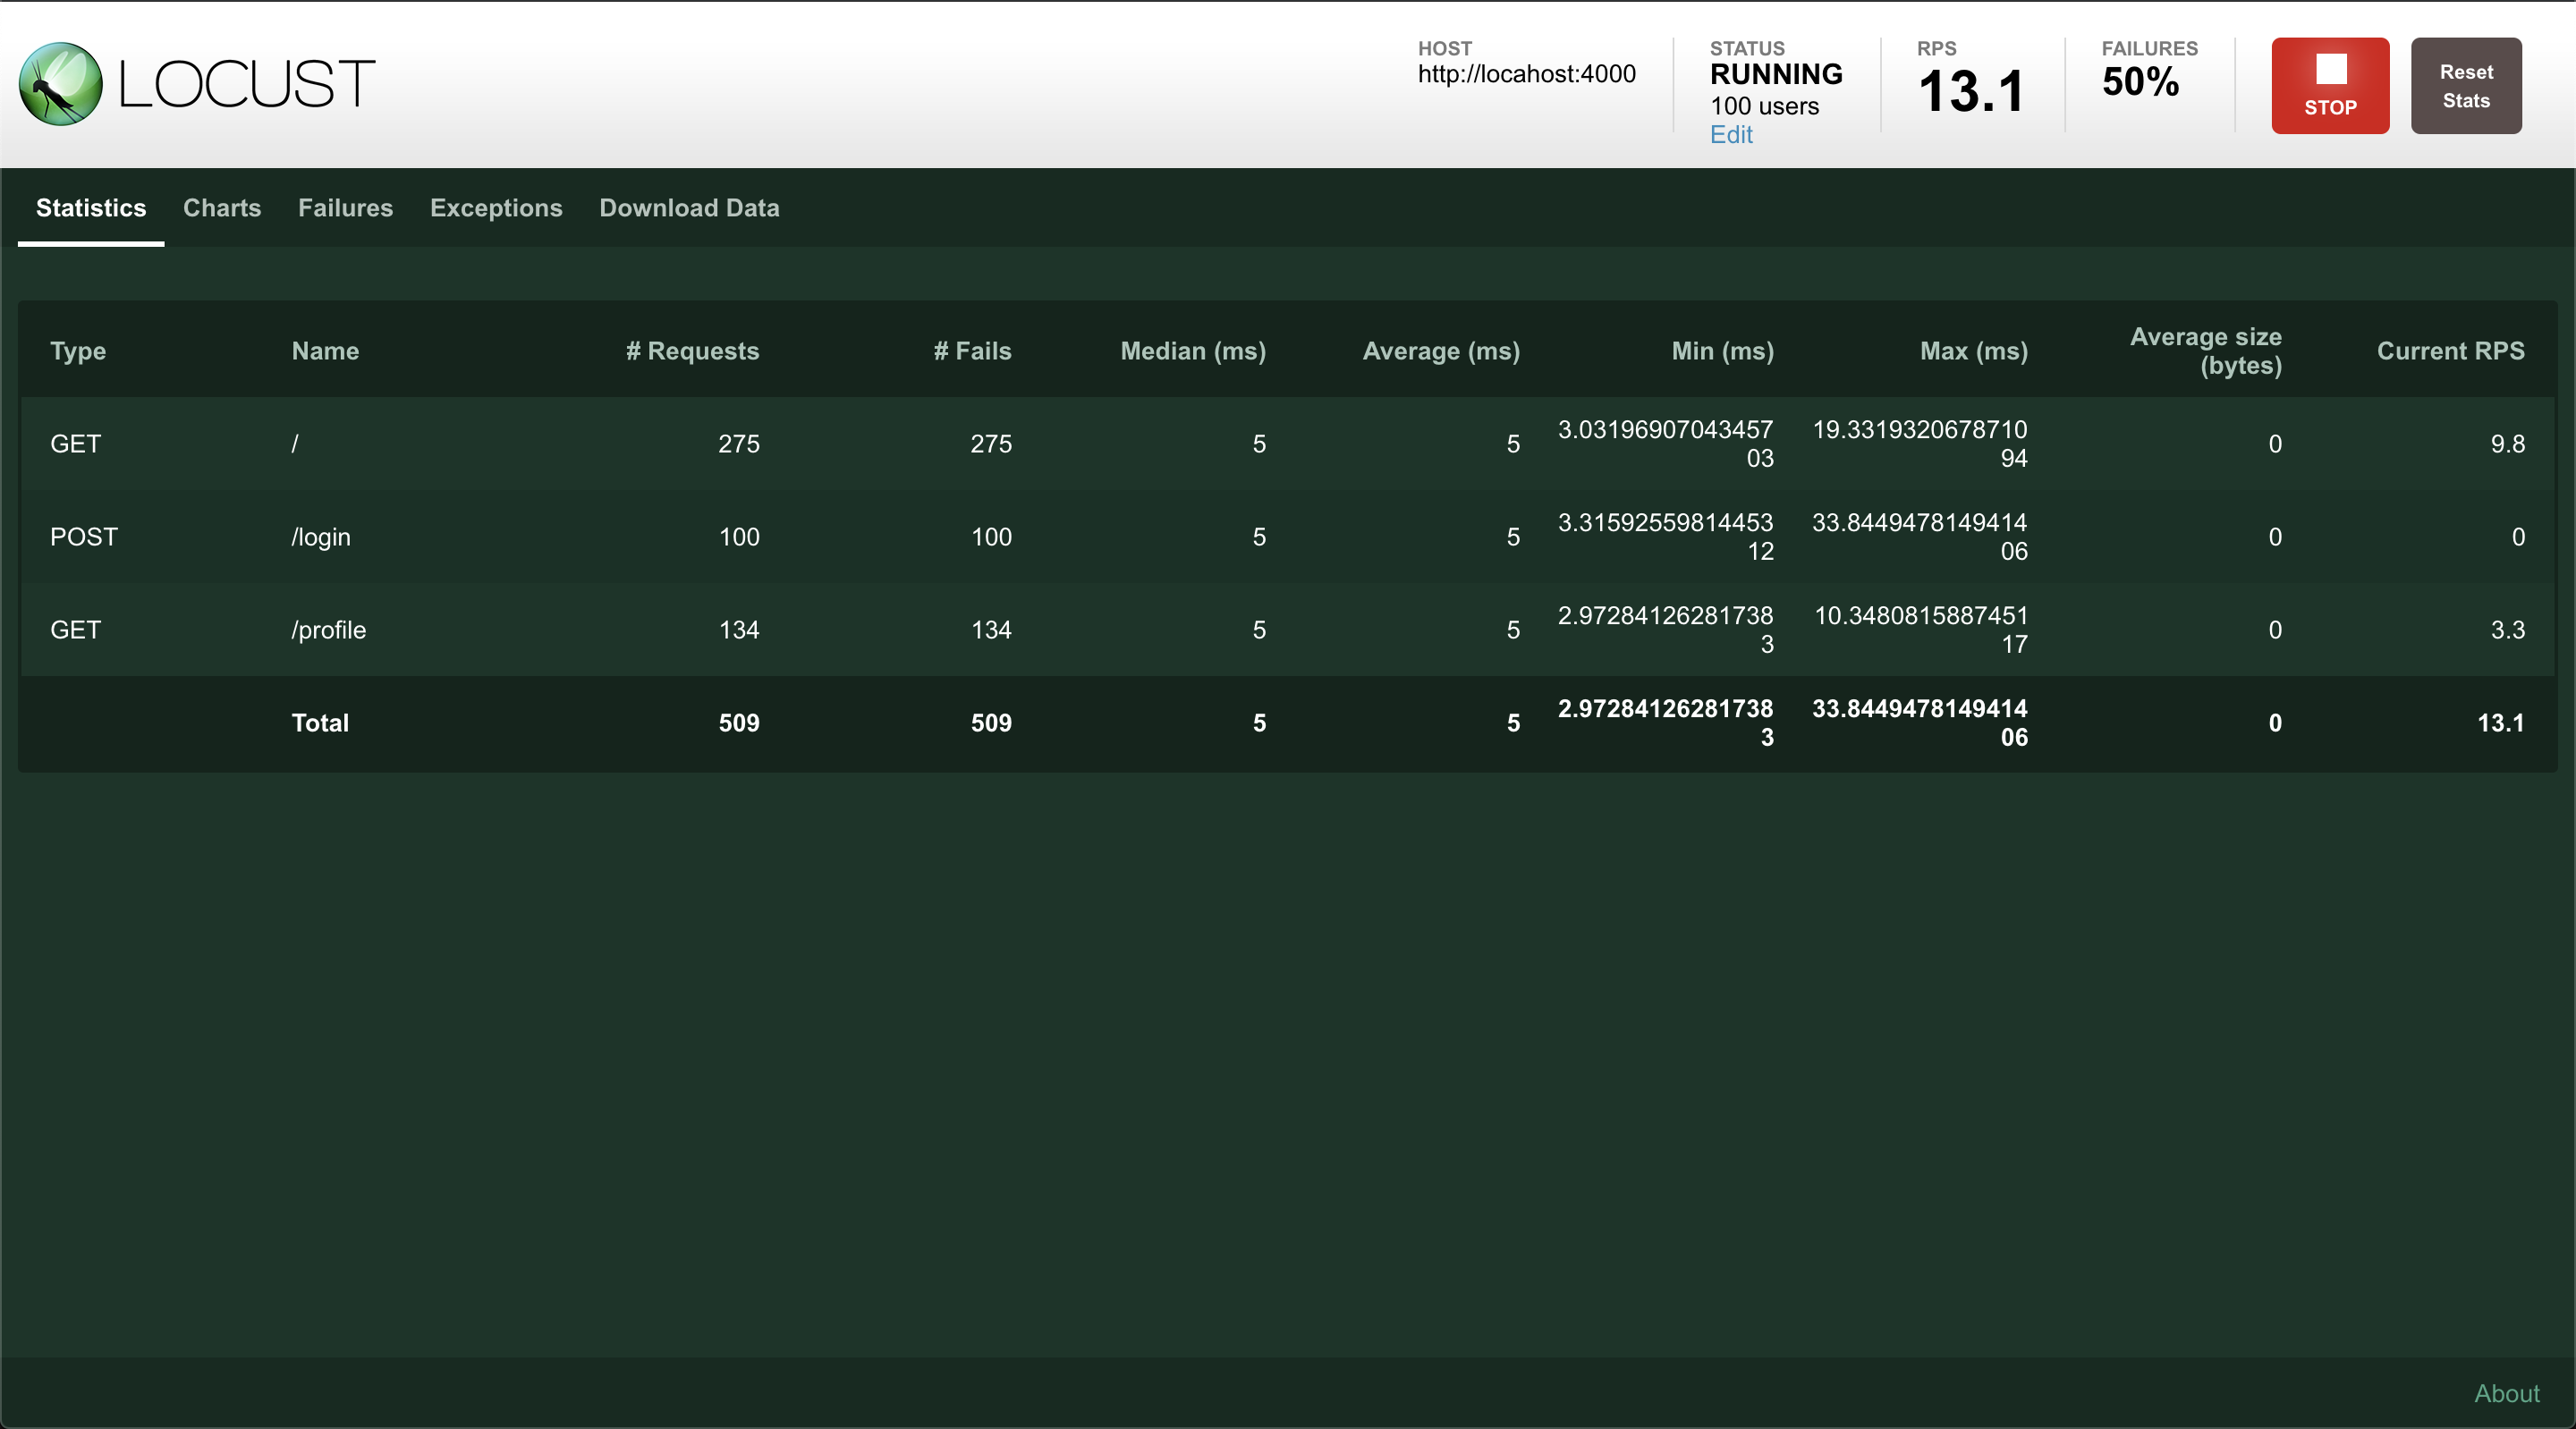 LOCUST
HOST
http://locahost:4000
STATUS
RUNNING
100 users
Edit
RPS
13.1
FAILURES
50%
STOP
Reset
Stats
Statistics Charts Failures Exceptions Download Data
Type Name # Requests # Fails Median (ms) Average (ms) Min (ms) Max (ms) Average size (bytes) Current RPS
GET / 275 275 5 5 3.0319690704345703 19.331932067871094 0 9.8
POST /login 100 100 5 5 3.3159255981445312 33.844947814941406 0 0
GET /profile 134 134 5 5 2.972841262817383 10.348081588745117 0 3.3
Total 509 509 5 5 2.972841262817383 33.844947814941406 0 13.1
About